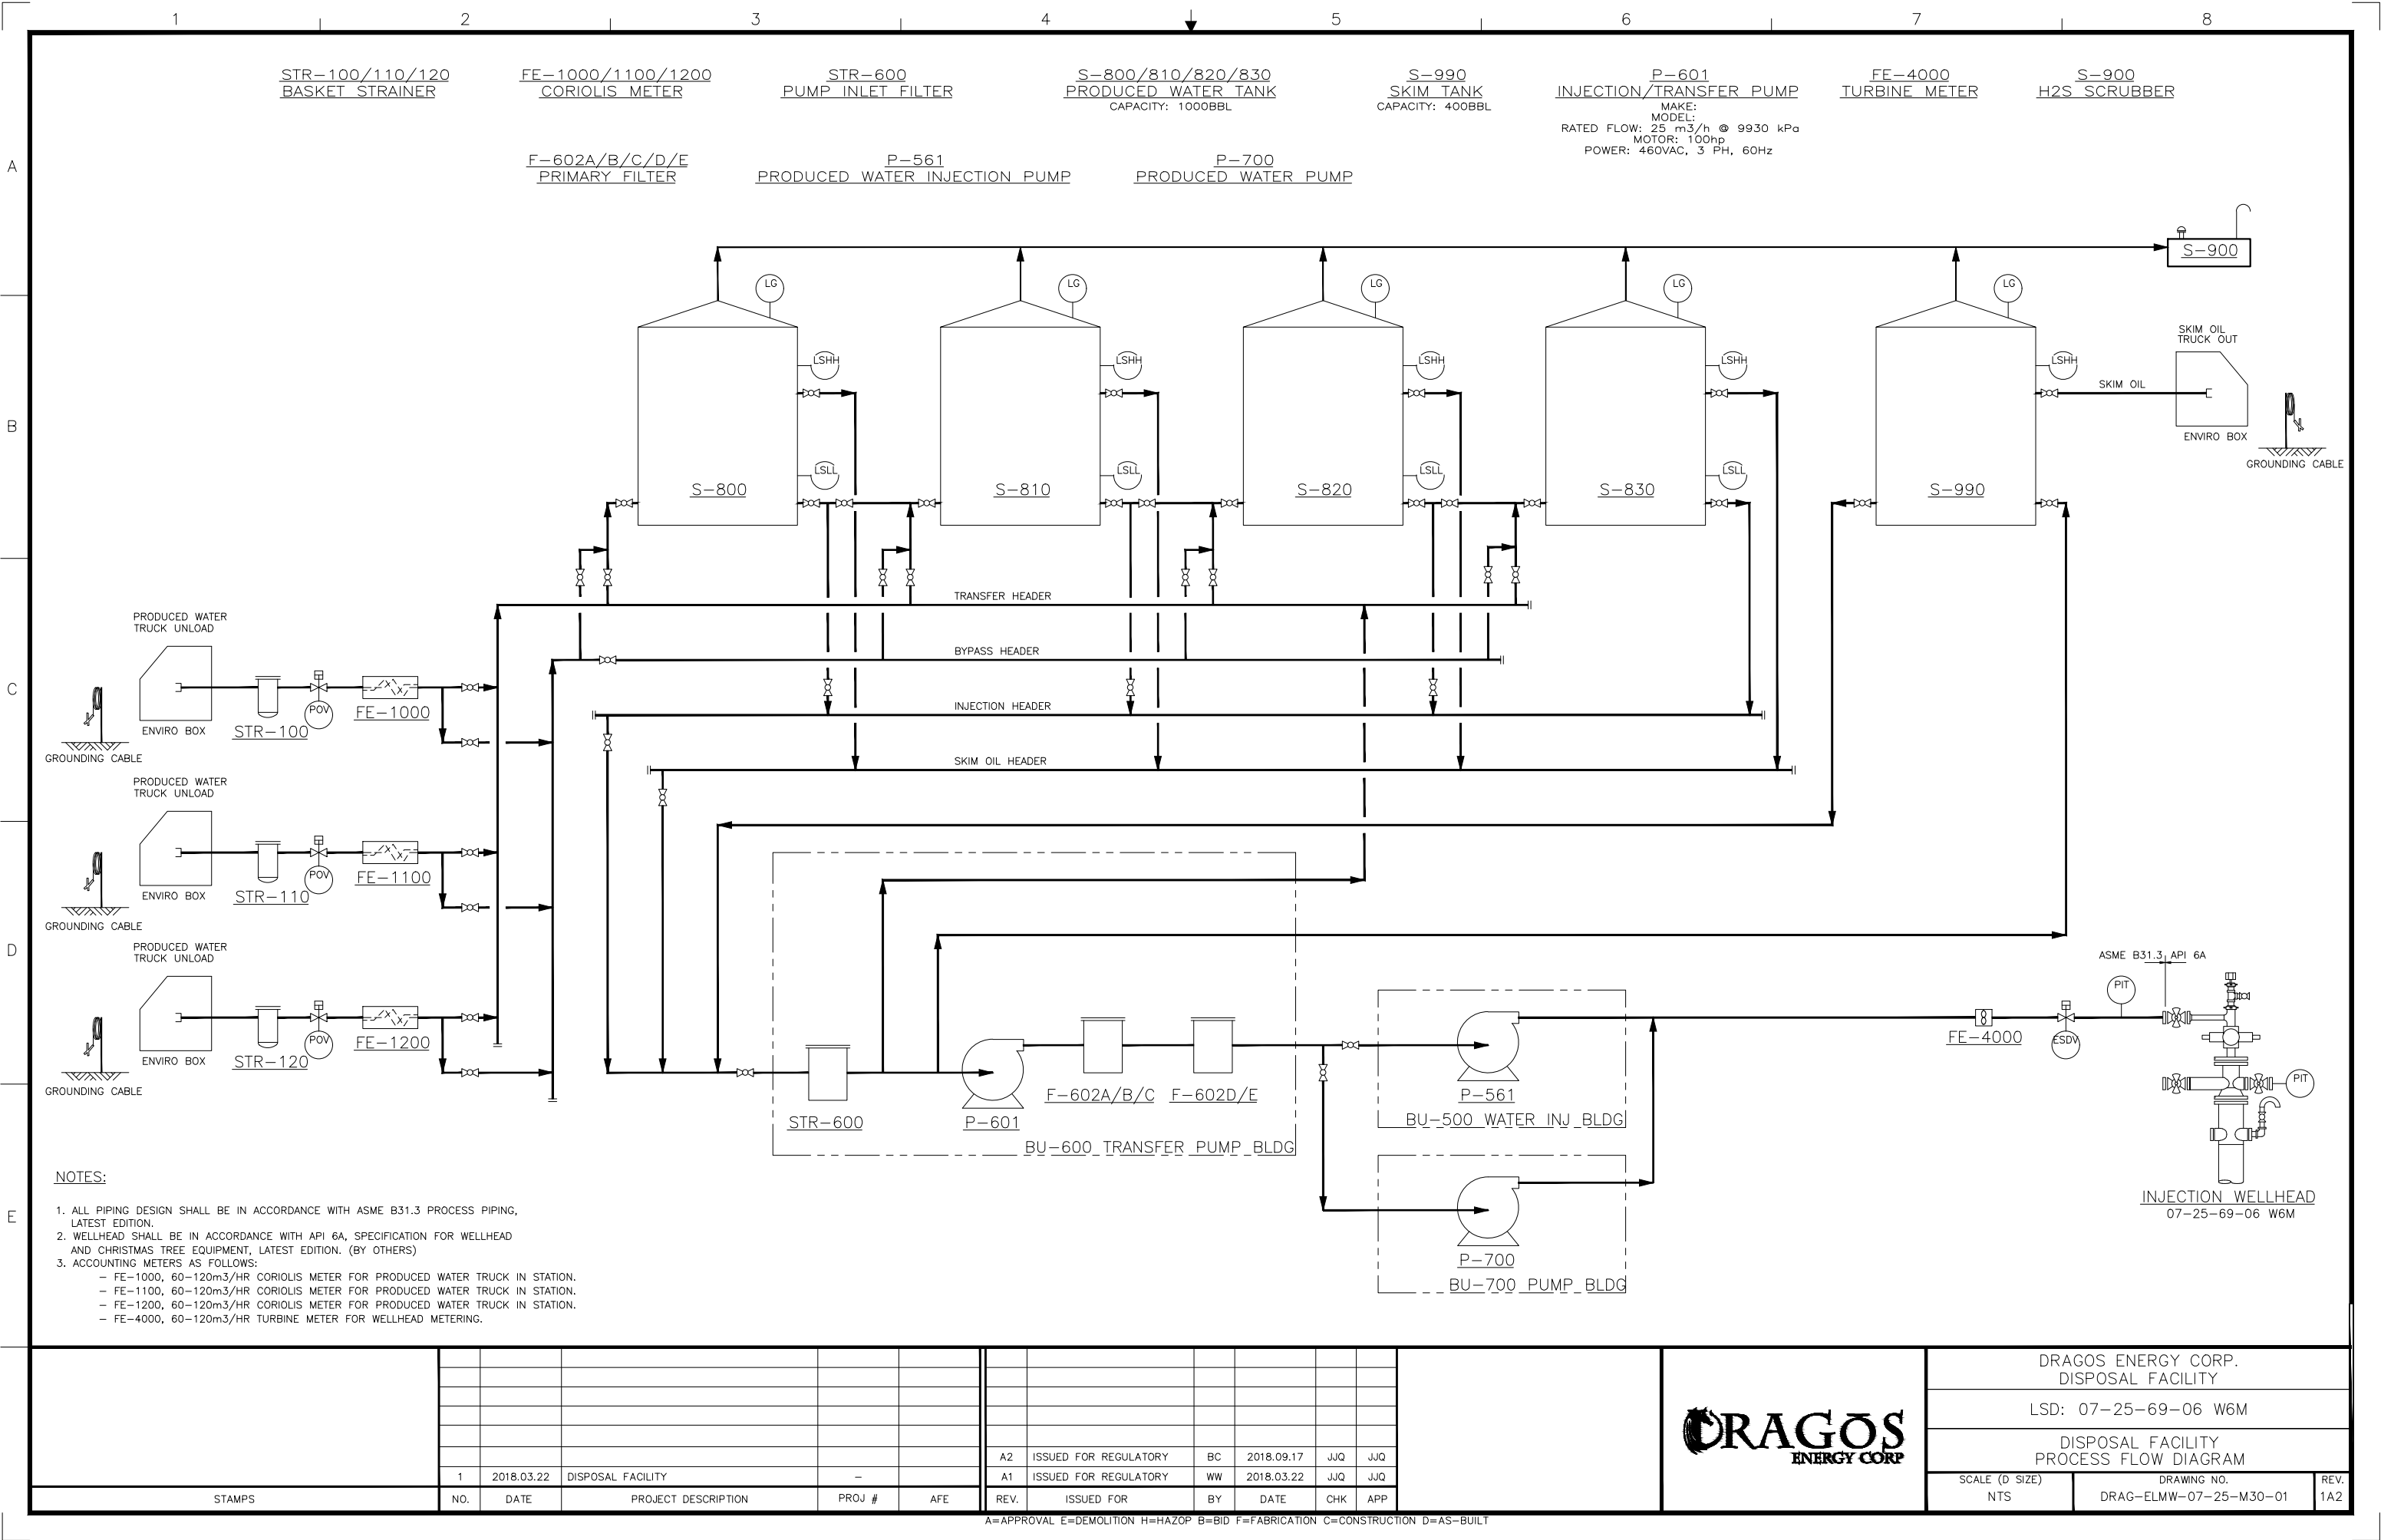 1 2 3 4 5 6 7 8
STR-100/110/120
BASKET STRAINER
FE-1000/1100/1200
CORIOLIS METER
STR-600
PUMP INLET FILTER
S-800/810/820/830
PRODUCED WATER TANK
CAPACITY: 1000BBL
S-990
SKIM TANK
CAPACITY: 400BBL
P-601
INJECTION/TRANSFER PUMP
MAKE:
MODEL:
RATED FLOW: 25 m3/h @ 9930 kPa
MOTOR: 100hp
POWER: 460VAC, 3 PH, 60Hz
FE-4000
TURBINE METER
S-900
H2S SCRUBBER
A
F-602A/B/C/D/E
PRIMARY FILTER
P-561
PRODUCED WATER INJECTION PUMP
P-700
PRODUCED WATER PUMP
S-900
LG LG LG LG LG
LSHH LSHH LSHH LSHH LSHH
SKIM OIL
TRUCK OUT
SKIM OIL
ENVIRO BOX
GROUNDING CABLE
B
LSLL LSLL LSLL LSLL
S-800 S-810 S-820 S-830 S-990
TRANSFER HEADER
BYPASS HEADER
INJECTION HEADER
SKIM OIL HEADER
C
PRODUCED WATER
TRUCK UNLOAD
POV
FE-1000
ENVIRO BOX
STR-100
GROUNDING CABLE
PRODUCED WATER
TRUCK UNLOAD
POV
FE-1100
ENVIRO BOX
STR-110
GROUNDING CABLE
D
PRODUCED WATER
TRUCK UNLOAD
POV
FE-1200
ENVIRO BOX
STR-120
GROUNDING CABLE
STR-600
P-601
F-602A/B/C
F-602D/E
BU-600 TRANSFER PUMP BLDG
P-561
BU-500 WATER INJ BLDG
P-700
BU-700 PUMP BLDG
ASME B31.3 API 6A
PIT
FE-4000
ESDV
PIT
INJECTION WELLHEAD
07-25-69-06 W6M
E
NOTES:
1. ALL PIPING DESIGN SHALL BE IN ACCORDANCE WITH ASME B31.3 PROCESS PIPING,
LATEST EDITION.
2. WELLHEAD SHALL BE IN ACCORDANCE WITH API 6A, SPECIFICATION FOR WELLHEAD
AND CHRISTMAS TREE EQUIPMENT, LATEST EDITION. (BY OTHERS)
3. ACCOUNTING METERS AS FOLLOWS:
- FE-1000, 60-120m3/HR CORIOLIS METER FOR PRODUCED WATER TRUCK IN STATION.
- FE-1100, 60-120m3/HR CORIOLIS METER FOR PRODUCED WATER TRUCK IN STATION.
- FE-1200, 60-120m3/HR CORIOLIS METER FOR PRODUCED WATER TRUCK IN STATION.
- FE-4000, 60-120m3/HR TURBINE METER FOR WELLHEAD METERING.
STAMPS
1 2018.03.22 DISPOSAL FACILITY -
NO. DATE PROJECT DESCRIPTION PROJ # AFE
A2 ISSUED FOR REGULATORY BC 2018.09.17 JJQ JJQ
A1 ISSUED FOR REGULATORY WW 2018.03.22 JJQ JJQ
REV. ISSUED FOR BY DATE CHK APP
A=APPROVAL E=DEMOLITION H=HAZOP B=BID F=FABRICATION C=CONSTRUCTION D=AS-BUILT
DRAGOS
ENERGY CORP
DRAGOS ENERGY CORP.
DISPOSAL FACILITY
LSD: 07-25-69-06 W6M
DISPOSAL FACILITY
PROCESS FLOW DIAGRAM
SCALE (D SIZE)
NTS
DRAWING NO.
DRAG-ELMW-07-25-M30-01
REV.
1A2